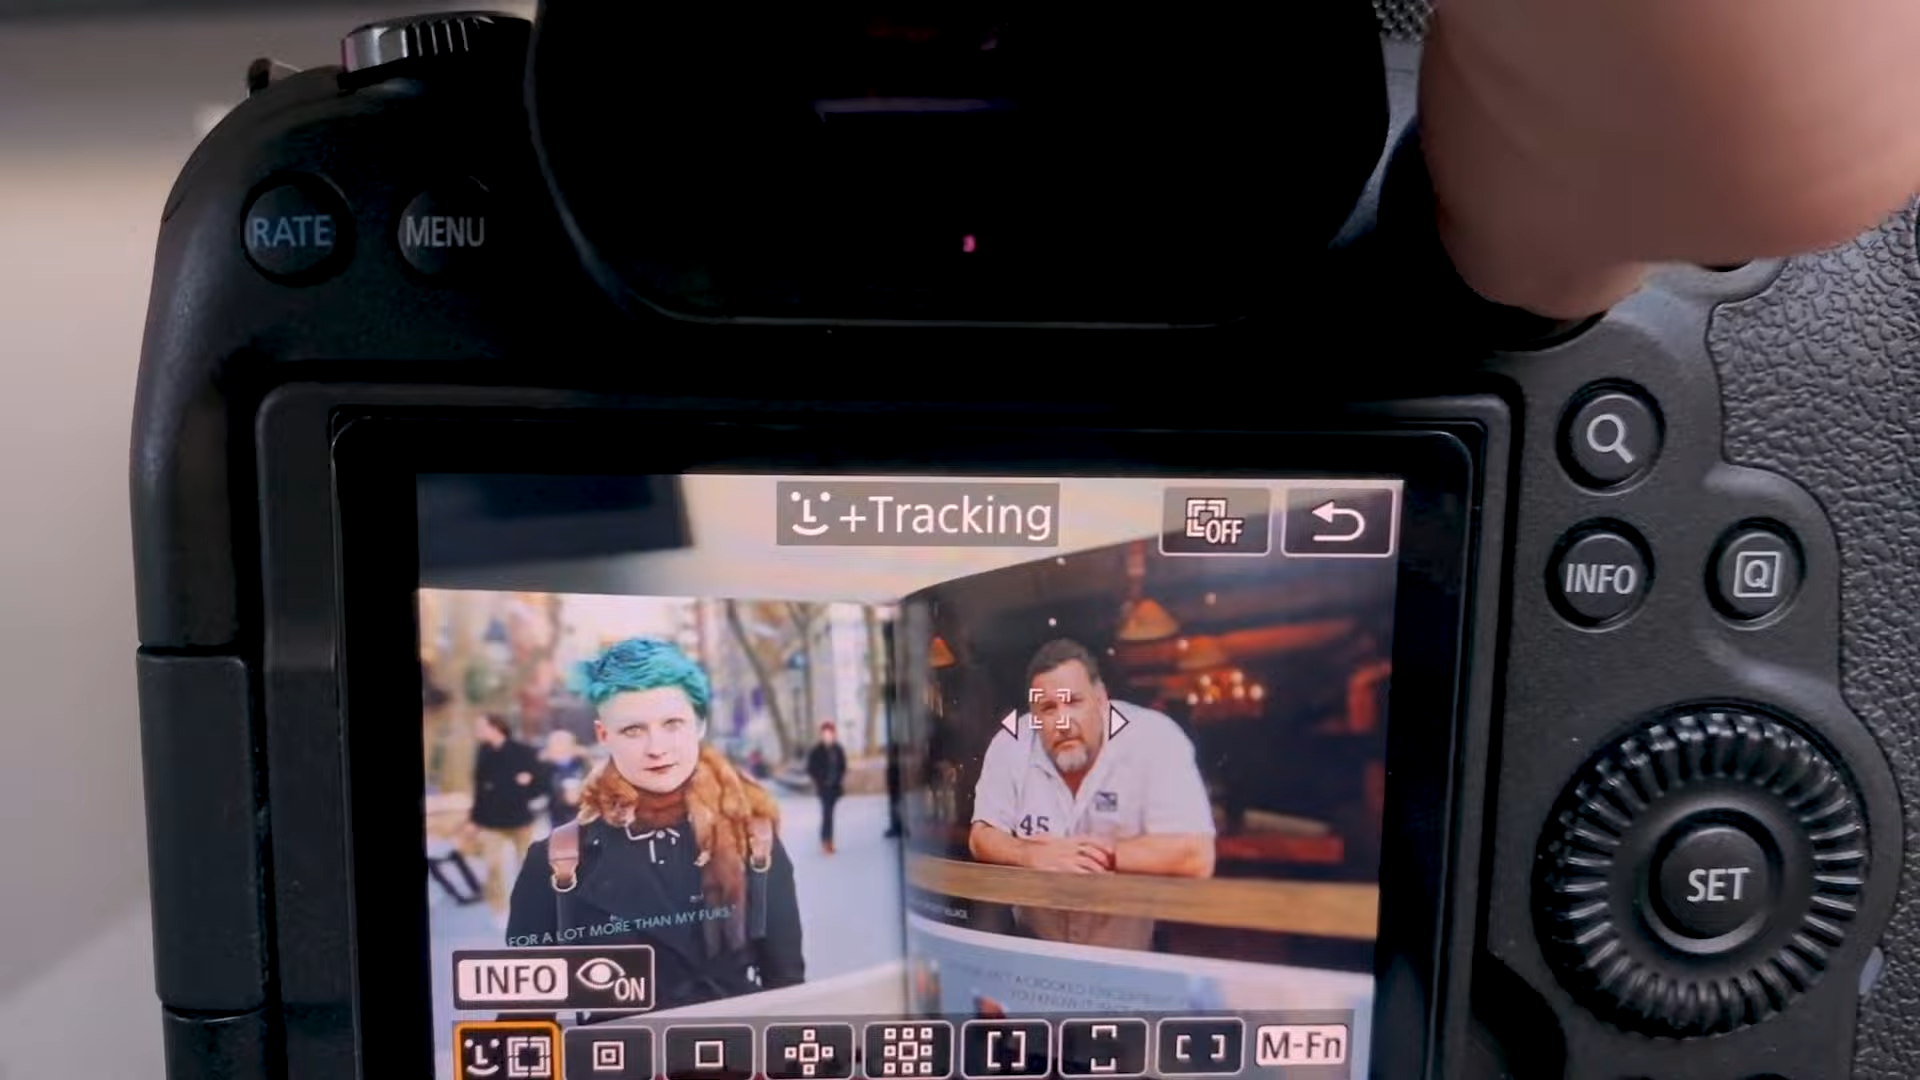 RATE
MENU
+Tracking
OFF
INFO
Q
45
SET
FOR A LOT MORE THAN MY FURS."
INFO
ON
M-Fn